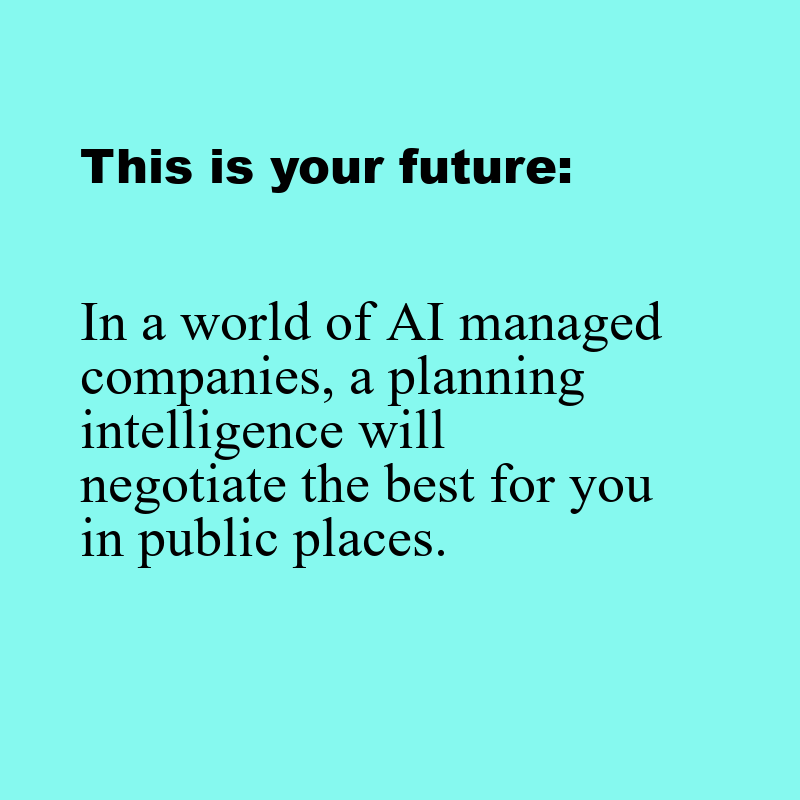 This is your future:
In a world of AI managed
companies, a planning
intelligence will
negotiate the best for you
in public places.